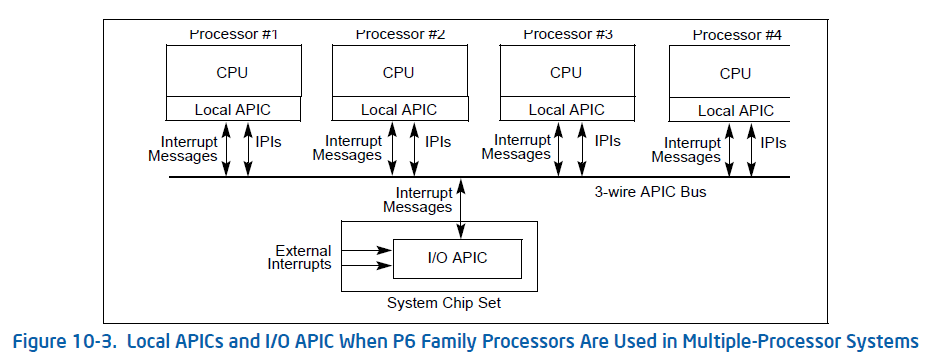 Processor #1 Processor #2 Processor #3 Processor #4
CPU CPU CPU CPU
Local APIC Local APIC Local APIC Local APIC
Interrupt Messages IPIs Interrupt Messages IPIs Interrupt Messages IPIs Interrupt Messages IPIs
3-wire APIC Bus
Interrupt
Messages
External
Interrupts
I/O APIC
System Chip Set
Figure 10-3. Local APICs and I/O APIC When P6 Family Processors Are Used in Multiple-Processor Systems